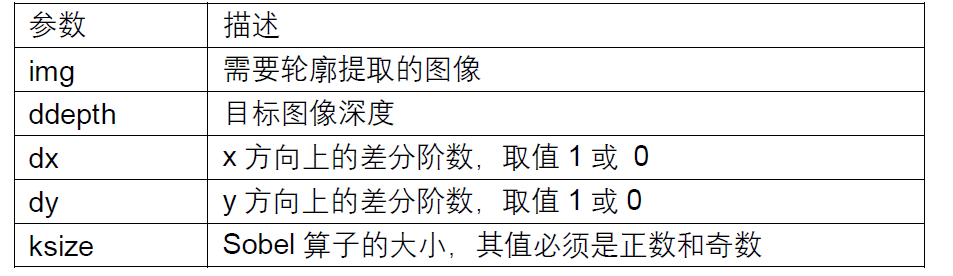 参数 描述
img 需要轮廓提取的图像
ddepth 目标图像深度
dx x 方向上的差分阶数，取值 1 或 0
dy y 方向上的差分阶数，取值 1 或 0
ksize Sobel 算子的大小，其值必须是正数和奇数